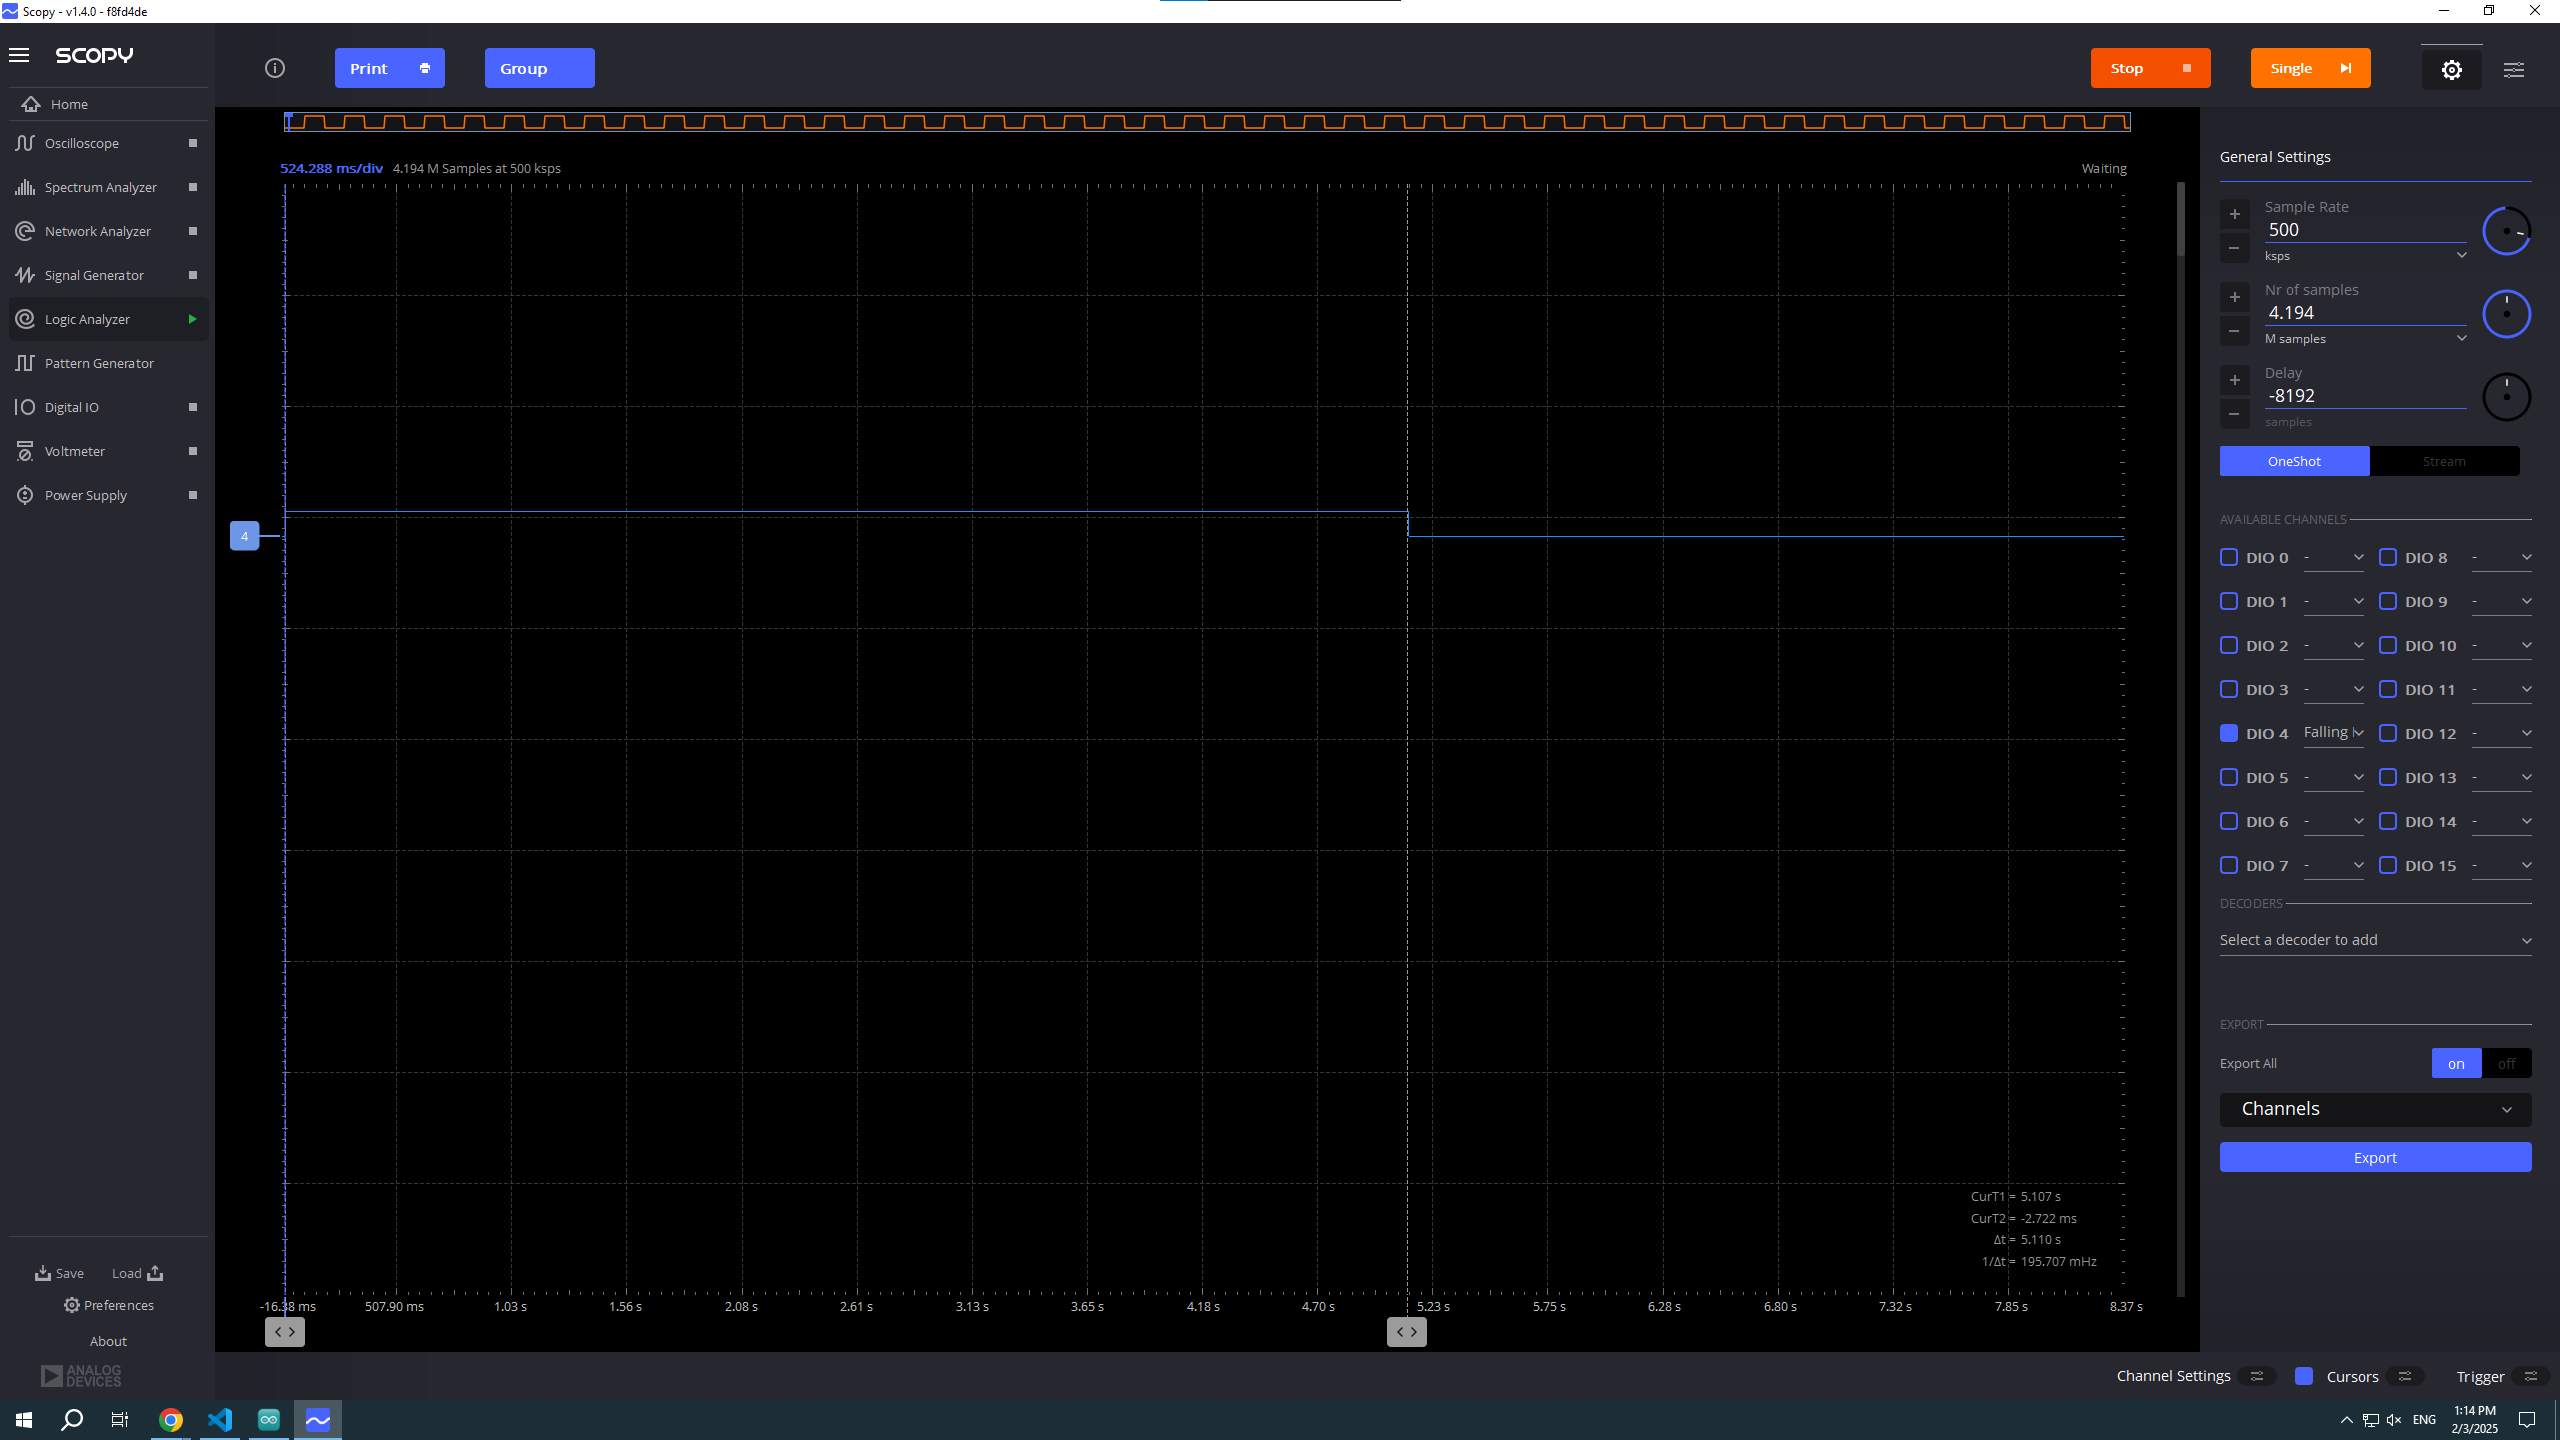 Scopy - v1.4.0 - f8fd4de
SCOPY
Print
Group
Stop
Single
Home
Oscilloscope
Spectrum Analyzer
Network Analyzer
Signal Generator
Logic Analyzer
Pattern Generator
Digital IO
Voltmeter
Power Supply
524.288 ms/div 4.194 M Samples at 500 ksps
Waiting
4
CurT1 = 5.107 s
CurT2 = -2.722 ms
Δt = 5.110 s
1/Δt = 195.707 mHz
-16.38 ms 507.90 ms 1.03 s 1.56 s 2.08 s 2.61 s 3.13 s 3.65 s 4.18 s 4.70 s 5.23 s 5.75 s 6.28 s 6.80 s 7.32 s 7.85 s 8.37 s
General Settings
Sample Rate
500
ksps
Nr of samples
4.194
M samples
Delay
-8192
samples
OneShot Stream
AVAILABLE CHANNELS
DIO 0 - DIO 8 -
DIO 1 - DIO 9 -
DIO 2 - DIO 10 -
DIO 3 - DIO 11 -
DIO 4 Falling DIO 12 -
DIO 5 - DIO 13 -
DIO 6 - DIO 14 -
DIO 7 - DIO 15 -
DECODERS
Select a decoder to add
EXPORT
Export All on off
Channels
Export
Save Load
Preferences
About
ANALOG
DEVICES
Channel Settings Cursors Trigger
ENG
1:14 PM
2/3/2025